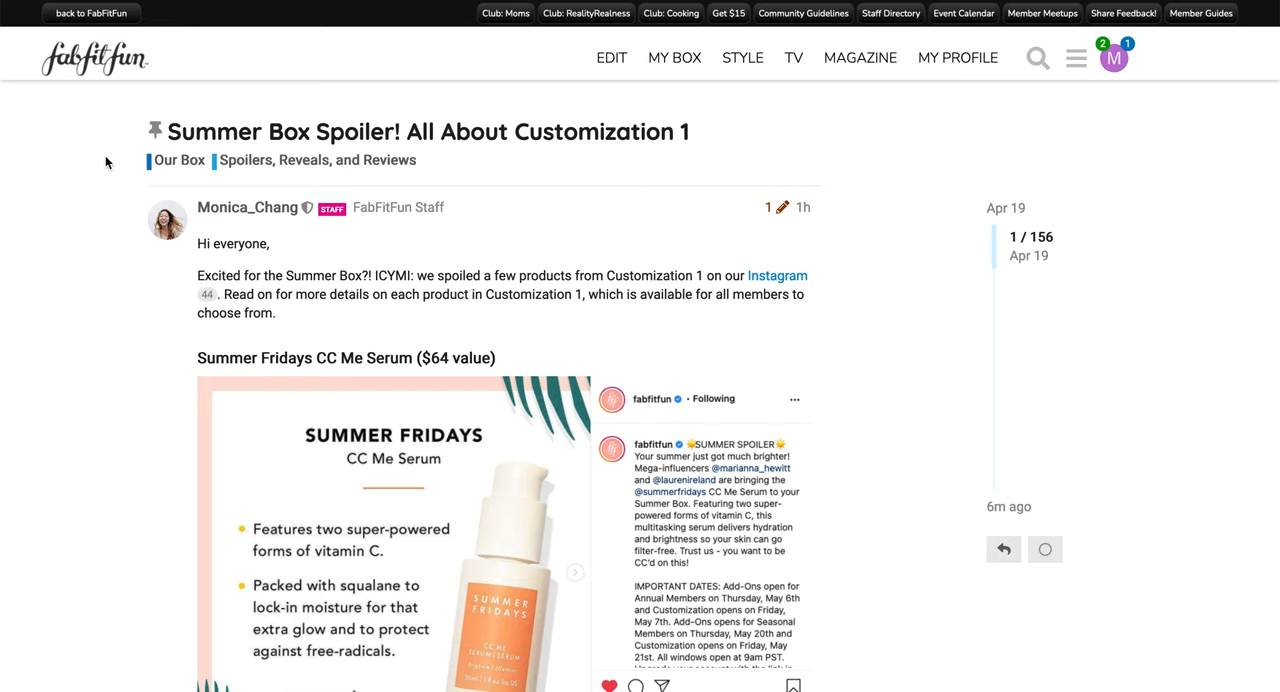 back to FabFitFun
Club: Moms
Club: RealityRealness
Club: Cooking
Get $15
Community Guidelines
Staff Directory
Event Calendar
Member Meetups
Share Feedback!
Member Guides
fabfitfun
EDIT
MY BOX
STYLE
TV
MAGAZINE
MY PROFILE
2
1
M
Summer Box Spoiler! All About Customization 1
Our Box
Spoilers, Reveals, and Reviews
Monica_Chang STAFF FabFitFun Staff
1
1h
Hi everyone,
Excited for the Summer Box?! ICYMI: we spoiled a few products from Customization 1 on our Instagram
44 . Read on for more details on each product in Customization 1, which is available for all members to
choose from.
Summer Fridays CC Me Serum ($64 value)
SUMMER FRIDAYS
CC Me Serum
Features two super-powered
forms of vitamin C.
Packed with squalane to
lock-in moisture for that
extra glow and to protect
against free-radicals.
SUMMER
FRIDAYS
CC ME
SERUM | SERUM
fabfitfun • Following
...
fabfitfun ☀️SUMMER SPOILER☀️
Your summer just got much brighter!
Mega-influencers @marianna_hewitt
and @laurenireland are bringing the
@summerfridays CC Me Serum to your
Summer Box. Featuring two super-
powered forms of vitamin C, this
multitasking serum delivers hydration
and brightness so your skin can go
filter-free. Trust us - you want to be
CC'd on this!
IMPORTANT DATES: Add-Ons open for
Annual Members on Thursday, May 6th
and Customization opens on Friday,
May 7th. Add-Ons opens for Seasonal
Members on Thursday, May 20th and
Customization opens on Friday, May
21st. All windows open at 9am PST.
Apr 19
1 / 156
Apr 19
6m ago